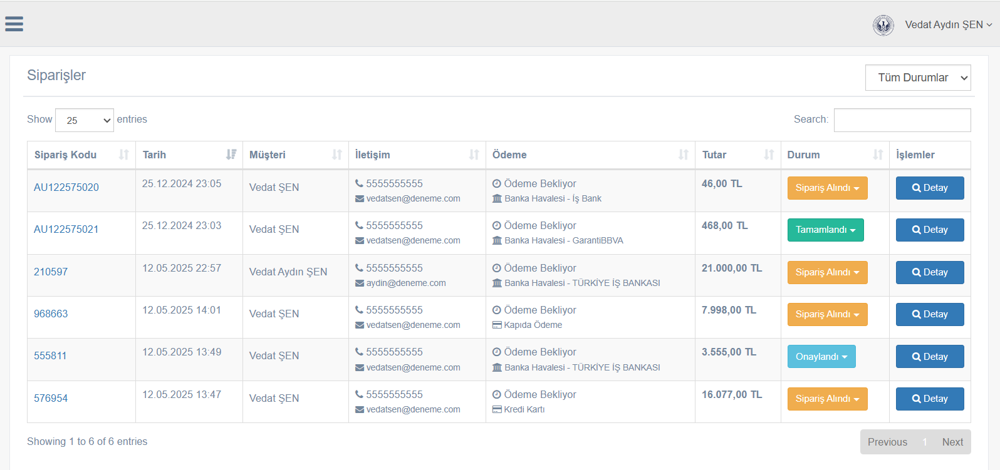 Vedat Aydın ŞEN
Siparişler
Tüm Durumlar
Show 25 entries
Search:
Sipariş Kodu Tarih Müşteri İletişim Ödeme Tutar Durum İşlemler
AU122575020 25.12.2024 23:05 Vedat ŞEN 5555555555 Ödeme Bekliyor 46,00 TL Sipariş Alındı Detay
vedatsen@deneme.com Banka Havalesi - İş Bank
AU122575021 25.12.2024 23:03 Vedat ŞEN 5555555555 Ödeme Bekliyor 468,00 TL Tamamlandı Detay
vedatsen@deneme.com Banka Havalesi - GarantiBBVA
210597 12.05.2025 22:57 Vedat Aydın ŞEN 5555555555 Ödeme Bekliyor 21.000,00 TL Sipariş Alındı Detay
aydin@deneme.com Banka Havalesi - TÜRKİYE İŞ BANKASI
968663 12.05.2025 14:01 Vedat ŞEN 5555555555 Ödeme Bekliyor 7.998,00 TL Sipariş Alındı Detay
vedatsen@deneme.com Kapıda Ödeme
555811 12.05.2025 13:49 Vedat ŞEN 5555555555 Ödeme Bekliyor 3.555,00 TL Onaylandı Detay
vedatsen@deneme.com Banka Havalesi - TÜRKİYE İŞ BANKASI
576954 12.05.2025 13:47 Vedat ŞEN 5555555555 Ödeme Bekliyor 16.077,00 TL Sipariş Alındı Detay
vedatsen@deneme.com Kredi Kartı
Showing 1 to 6 of 6 entries
Previous 1 Next